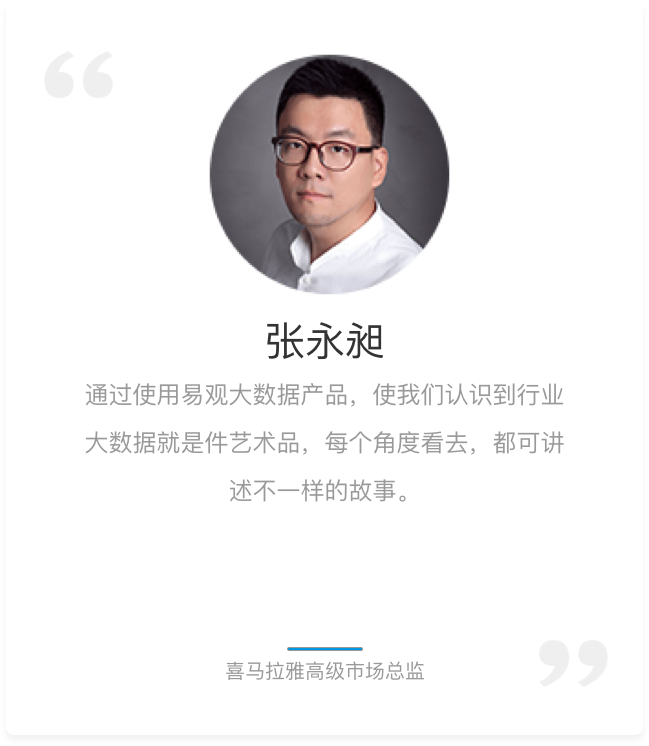 “
张永昶
通过使用易观大数据产品，使我们认识到行业
大数据就是件艺术品，每个角度看去，都可讲
述不一样的故事。
喜马拉雅高级市场总监
”